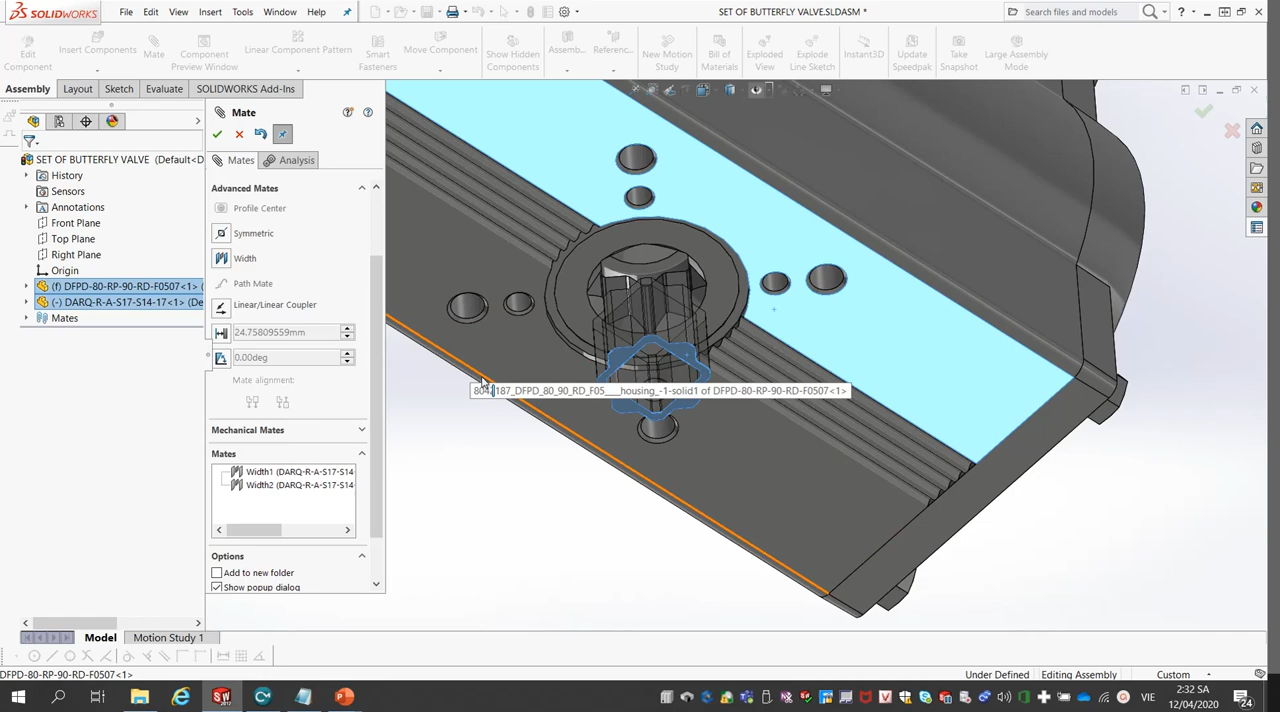 SOLIDWORKS
File Edit View Insert Tools Window Help
SET OF BUTTERFLY VALVE.SLDASM *
Search files and models
Edit Component
Insert Components
Mate
Component Preview Window
Linear Component Pattern
Smart Fasteners
Move Component
Show Hidden Components
Assemb...
Referenc...
New Motion Study
Bill of Materials
Exploded View
Explode Line Sketch
Instant3D
Update Speedpak
Take Snapshot
Large Assembly Mode
Assembly Layout Sketch Evaluate SOLIDWORKS Add-Ins
Mate
Mates Analysis
SET OF BUTTERFLY VALVE (Default<D
History
Sensors
Annotations
Front Plane
Top Plane
Right Plane
Origin
(f) DFPD-80-RP-90-RD-F0507<1> (
(-) DARQ-R-A-S17-S14-17<1> (De
Mates
Advanced Mates
Profile Center
Symmetric
Width
Path Mate
Linear/Linear Coupler
24.75809559mm
0.00deg
Mate alignment:
Mechanical Mates
Mates
Width1 (DARQ-R-A-S17-S14
Width2 (DARQ-R-A-S17-S14
Options
Add to new folder
Show popup dialog
187_DFPD_80_90_RD_F05___housing_-1-solid1 of DFPD-80-RP-90-RD-F0507<1>
Model Motion Study 1
DFPD-80-RP-90-RD-F0507<1>
Under Defined Editing Assembly Custom
VIE
2:32 SA
12/04/2020
24